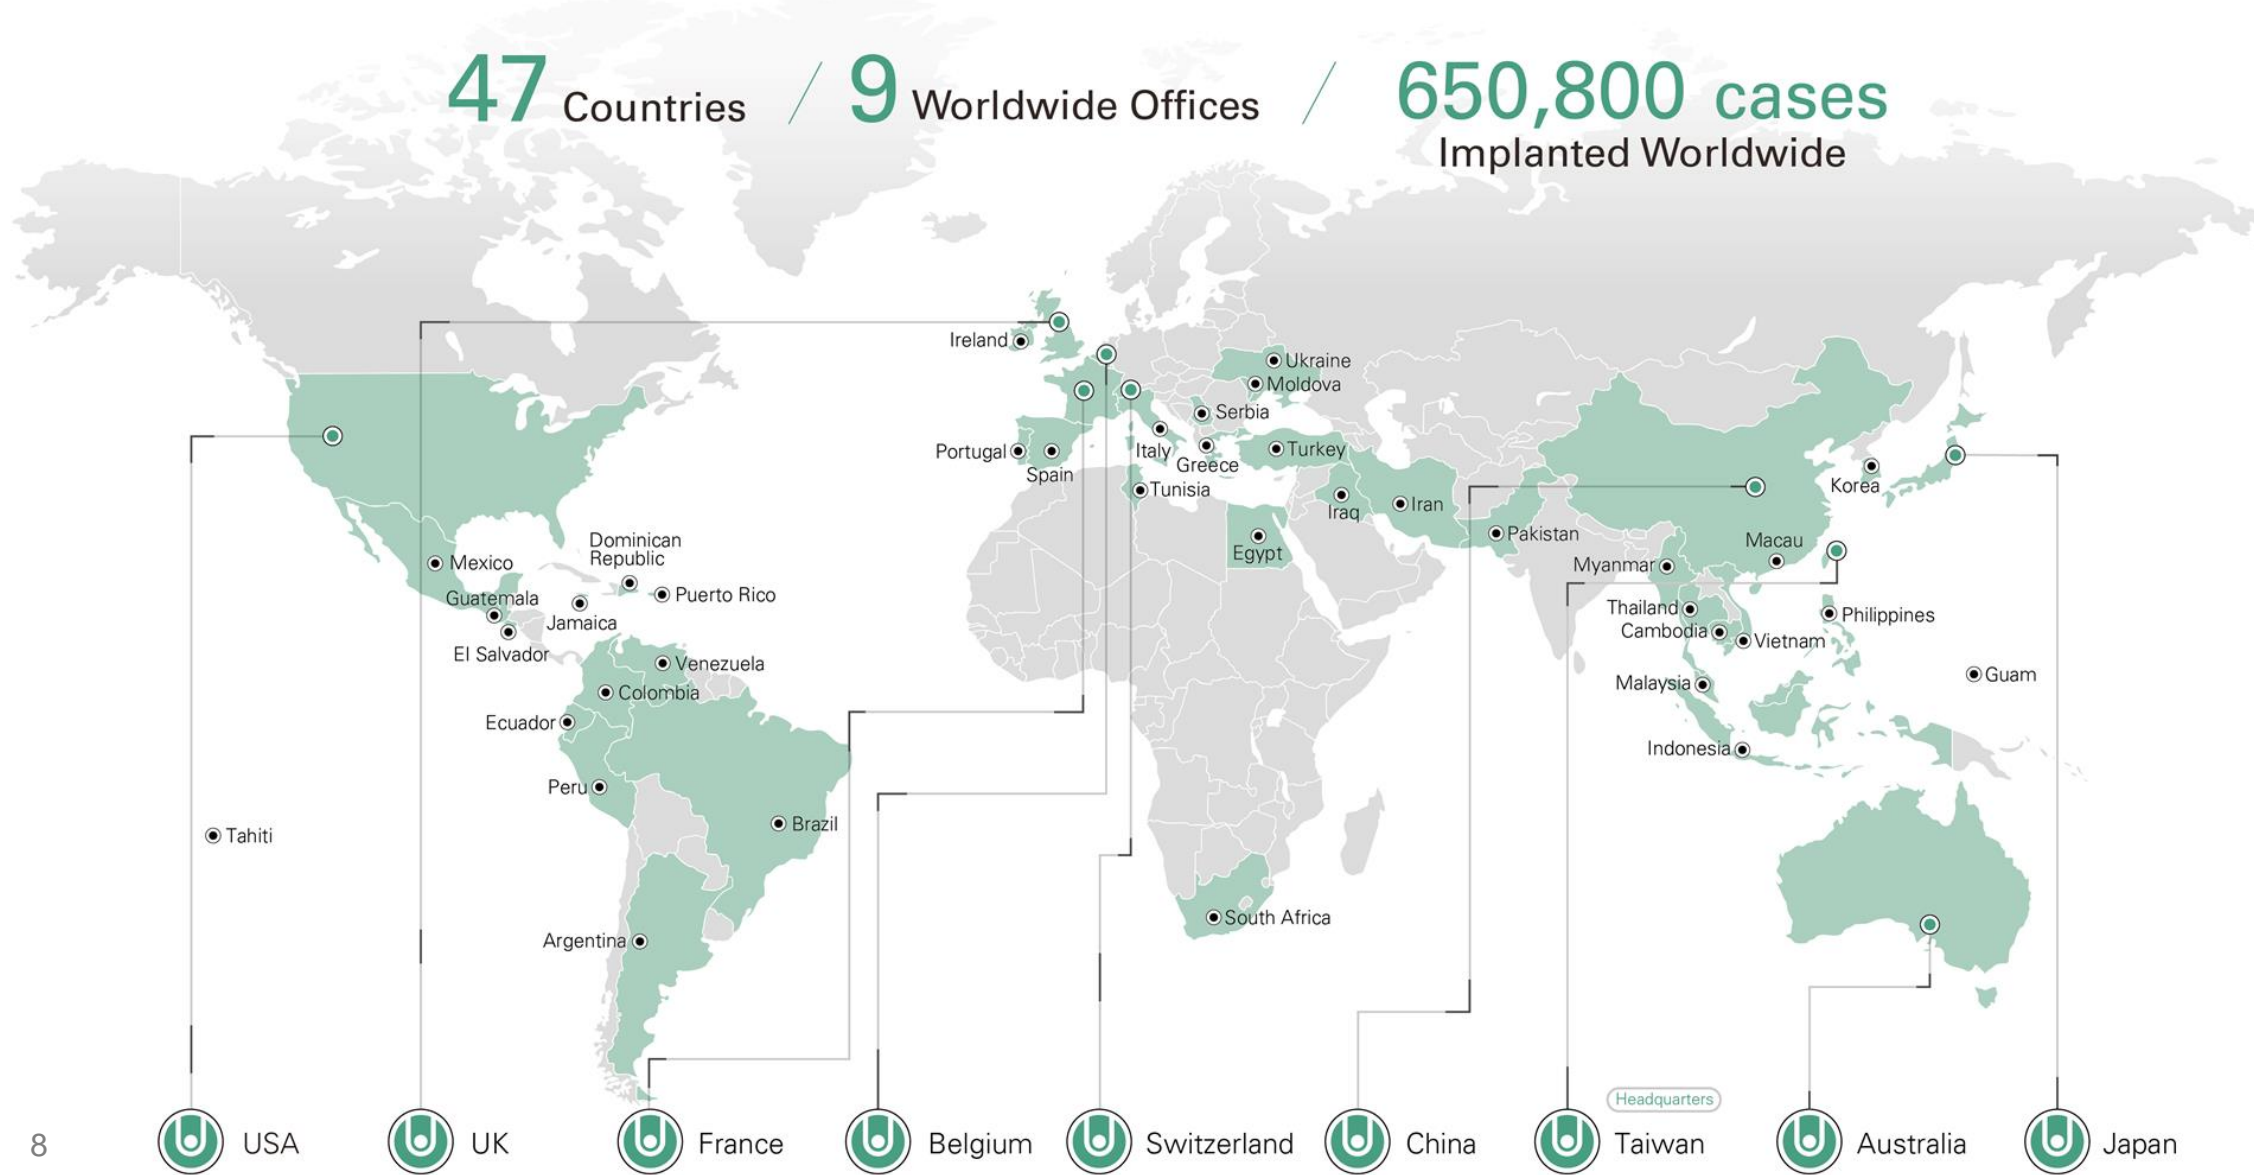 47 Countries / 9 Worldwide Offices / 650,800 cases
Implanted Worldwide
Ireland
Ukraine
Moldova
Serbia
Portugal
Spain
Italy
Greece
Turkey
Tunisia
Iraq
Iran
Egypt
Pakistan
Korea
Macau
Myanmar
Mexico
Dominican
Republic
Puerto Rico
Guatemala
Jamaica
El Salvador
Thailand
Philippines
Cambodia
Vietnam
Venezuela
Colombia
Malaysia
Guam
Ecuador
Indonesia
Peru
Brazil
Tahiti
South Africa
Argentina
Headquarters
8
USA
UK
France
Belgium
Switzerland
China
Taiwan
Australia
Japan